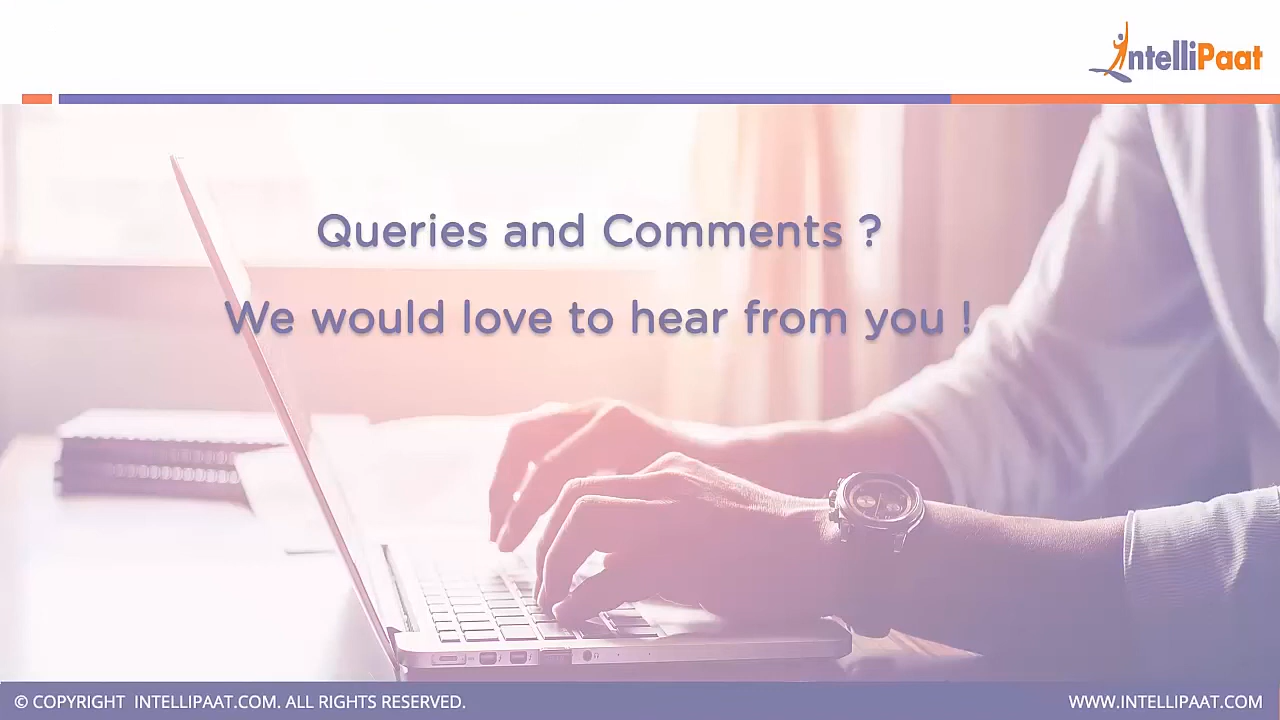 IntelliPaat
Queries and Comments ?
We would love to hear from you !
© COPYRIGHT INTELLIPAAT.COM. ALL RIGHTS RESERVED.
WWW.INTELLIPAAT.COM